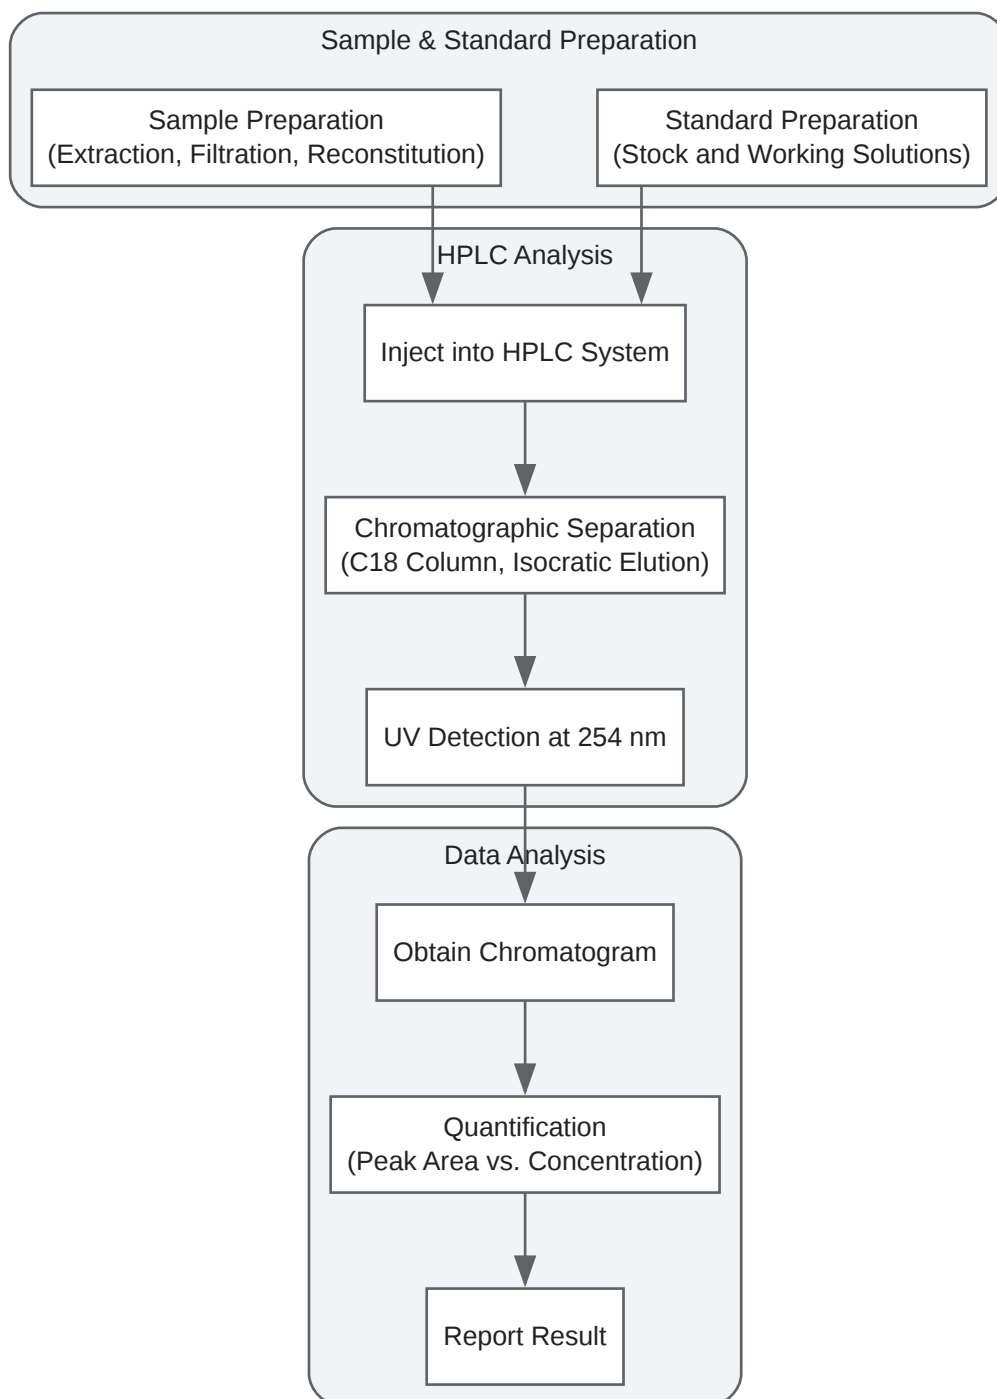 Sample & Standard Preparation
Sample Preparation
(Extraction, Filtration, Reconstitution)
Standard Preparation
(Stock and Working Solutions)
HPLC Analysis
Inject into HPLC System
Chromatographic Separation
(C18 Column, Isocratic Elution)
UV Detection at 254 nm
Data Analysis
Obtain Chromatogram
Quantification
(Peak Area vs. Concentration)
Report Result